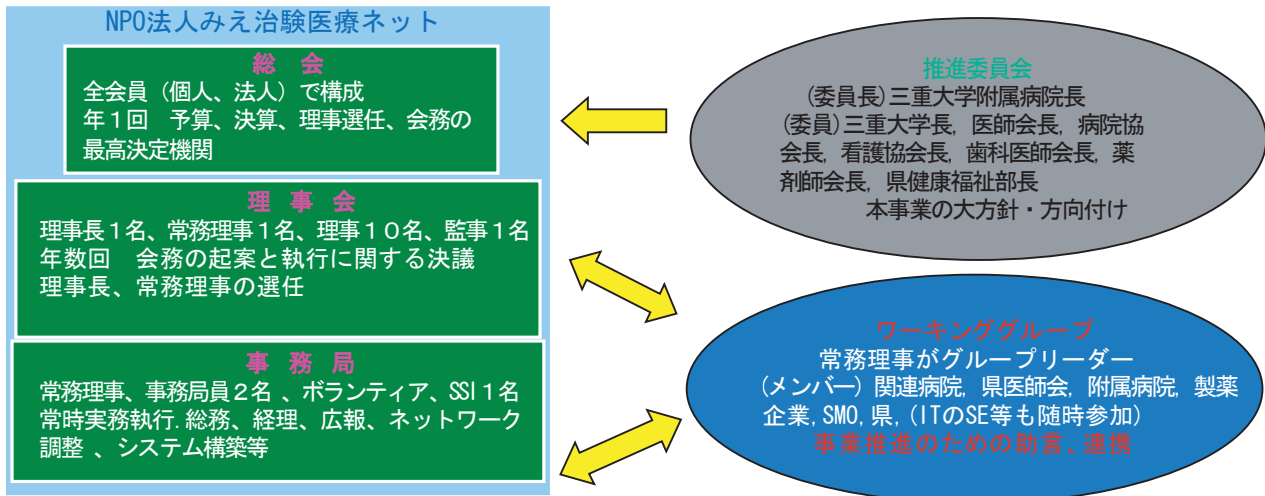 NPO法人みえ治験医療ネット
総 会
全会員（個人、法人）で構成
年１回　予算、決算、理事選任、会務の
最高決定機関
理 事 会
理事長１名、常務理事１名、理事１０名、監事１名
年数回　会務の起案と執行に関する決議
理事長、常務理事の選任
事 務 局
常務理事、事務局員２名 、ボランティア、SSI１名
常時実務執行.総務、経理、広報、ネットワーク
調整 、システム構築等
推進委員会
(委員長)三重大学附属病院長
(委員)三重大学長, 医師会長, 病院協
会長, 看護協会長, 歯科医師会長, 薬
剤師会長, 県健康福祉部長
本事業の大方針・方向付け
ワーキンググループ
常務理事がグループリーダー
(メンバー) 関連病院, 県医師会, 附属病院, 製薬
企業, SMO, 県, (ITのSE等も随時参加)
事業推進のための助言、連携